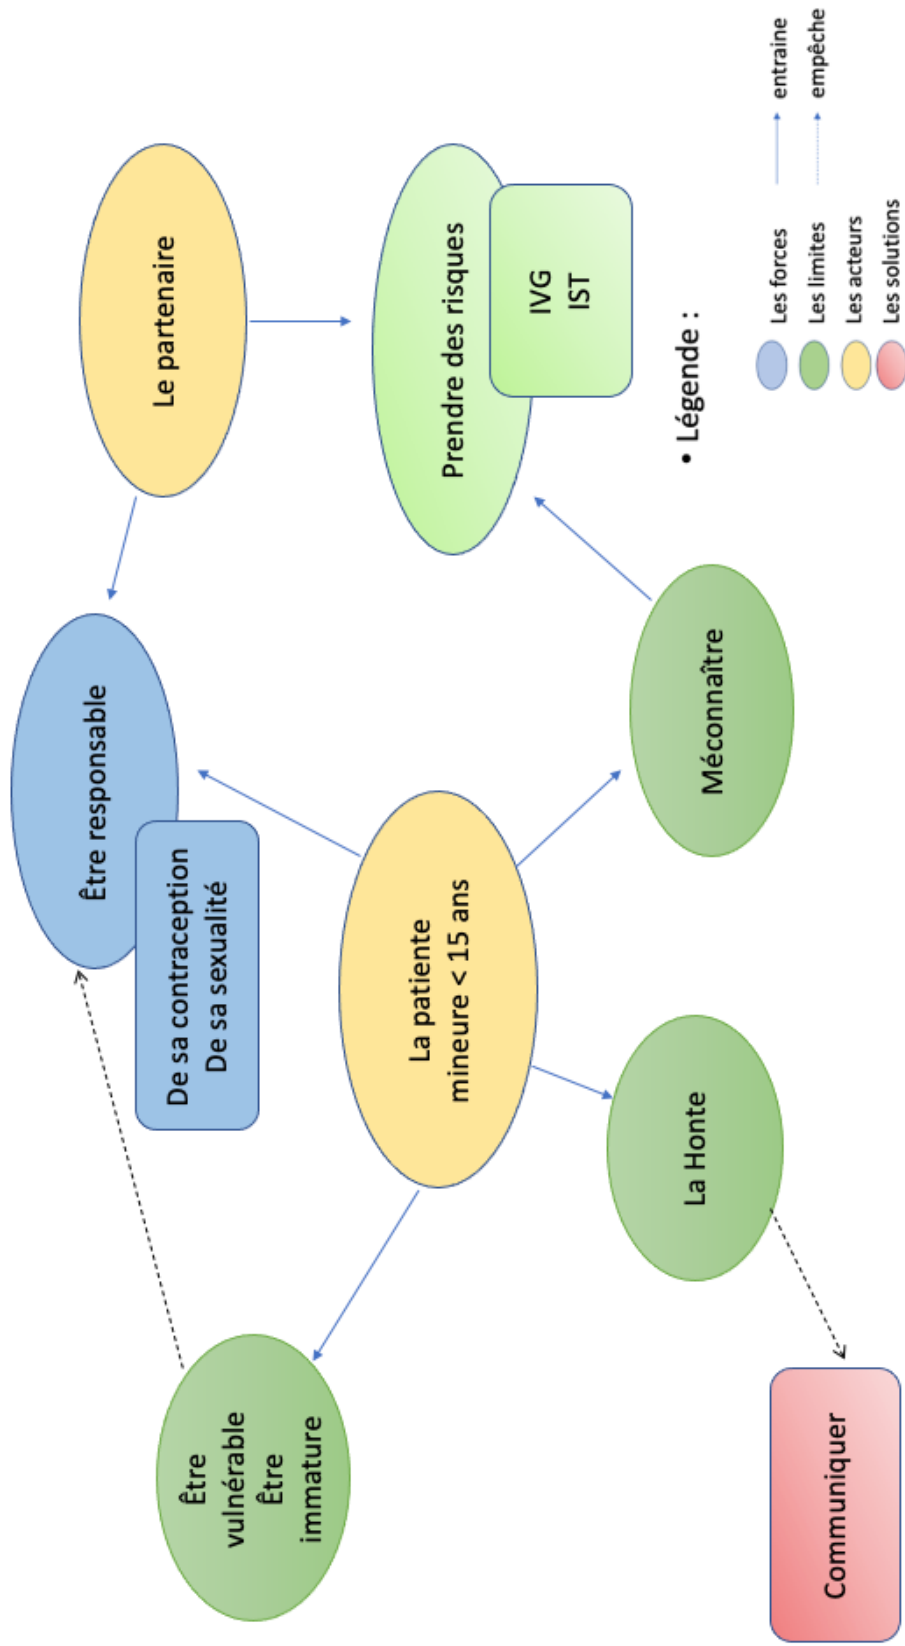 Être responsable
De sa contraception
De sa sexualité
Le partenaire
Être
vulnérable
Être
immature
La patiente
mineure < 15 ans
Prendre des risques
IVG
IST
La Honte
Méconnaître
Communiquer
• Légende :
Les forces
Les limites
Les acteurs
Les solutions
entraine
empêche